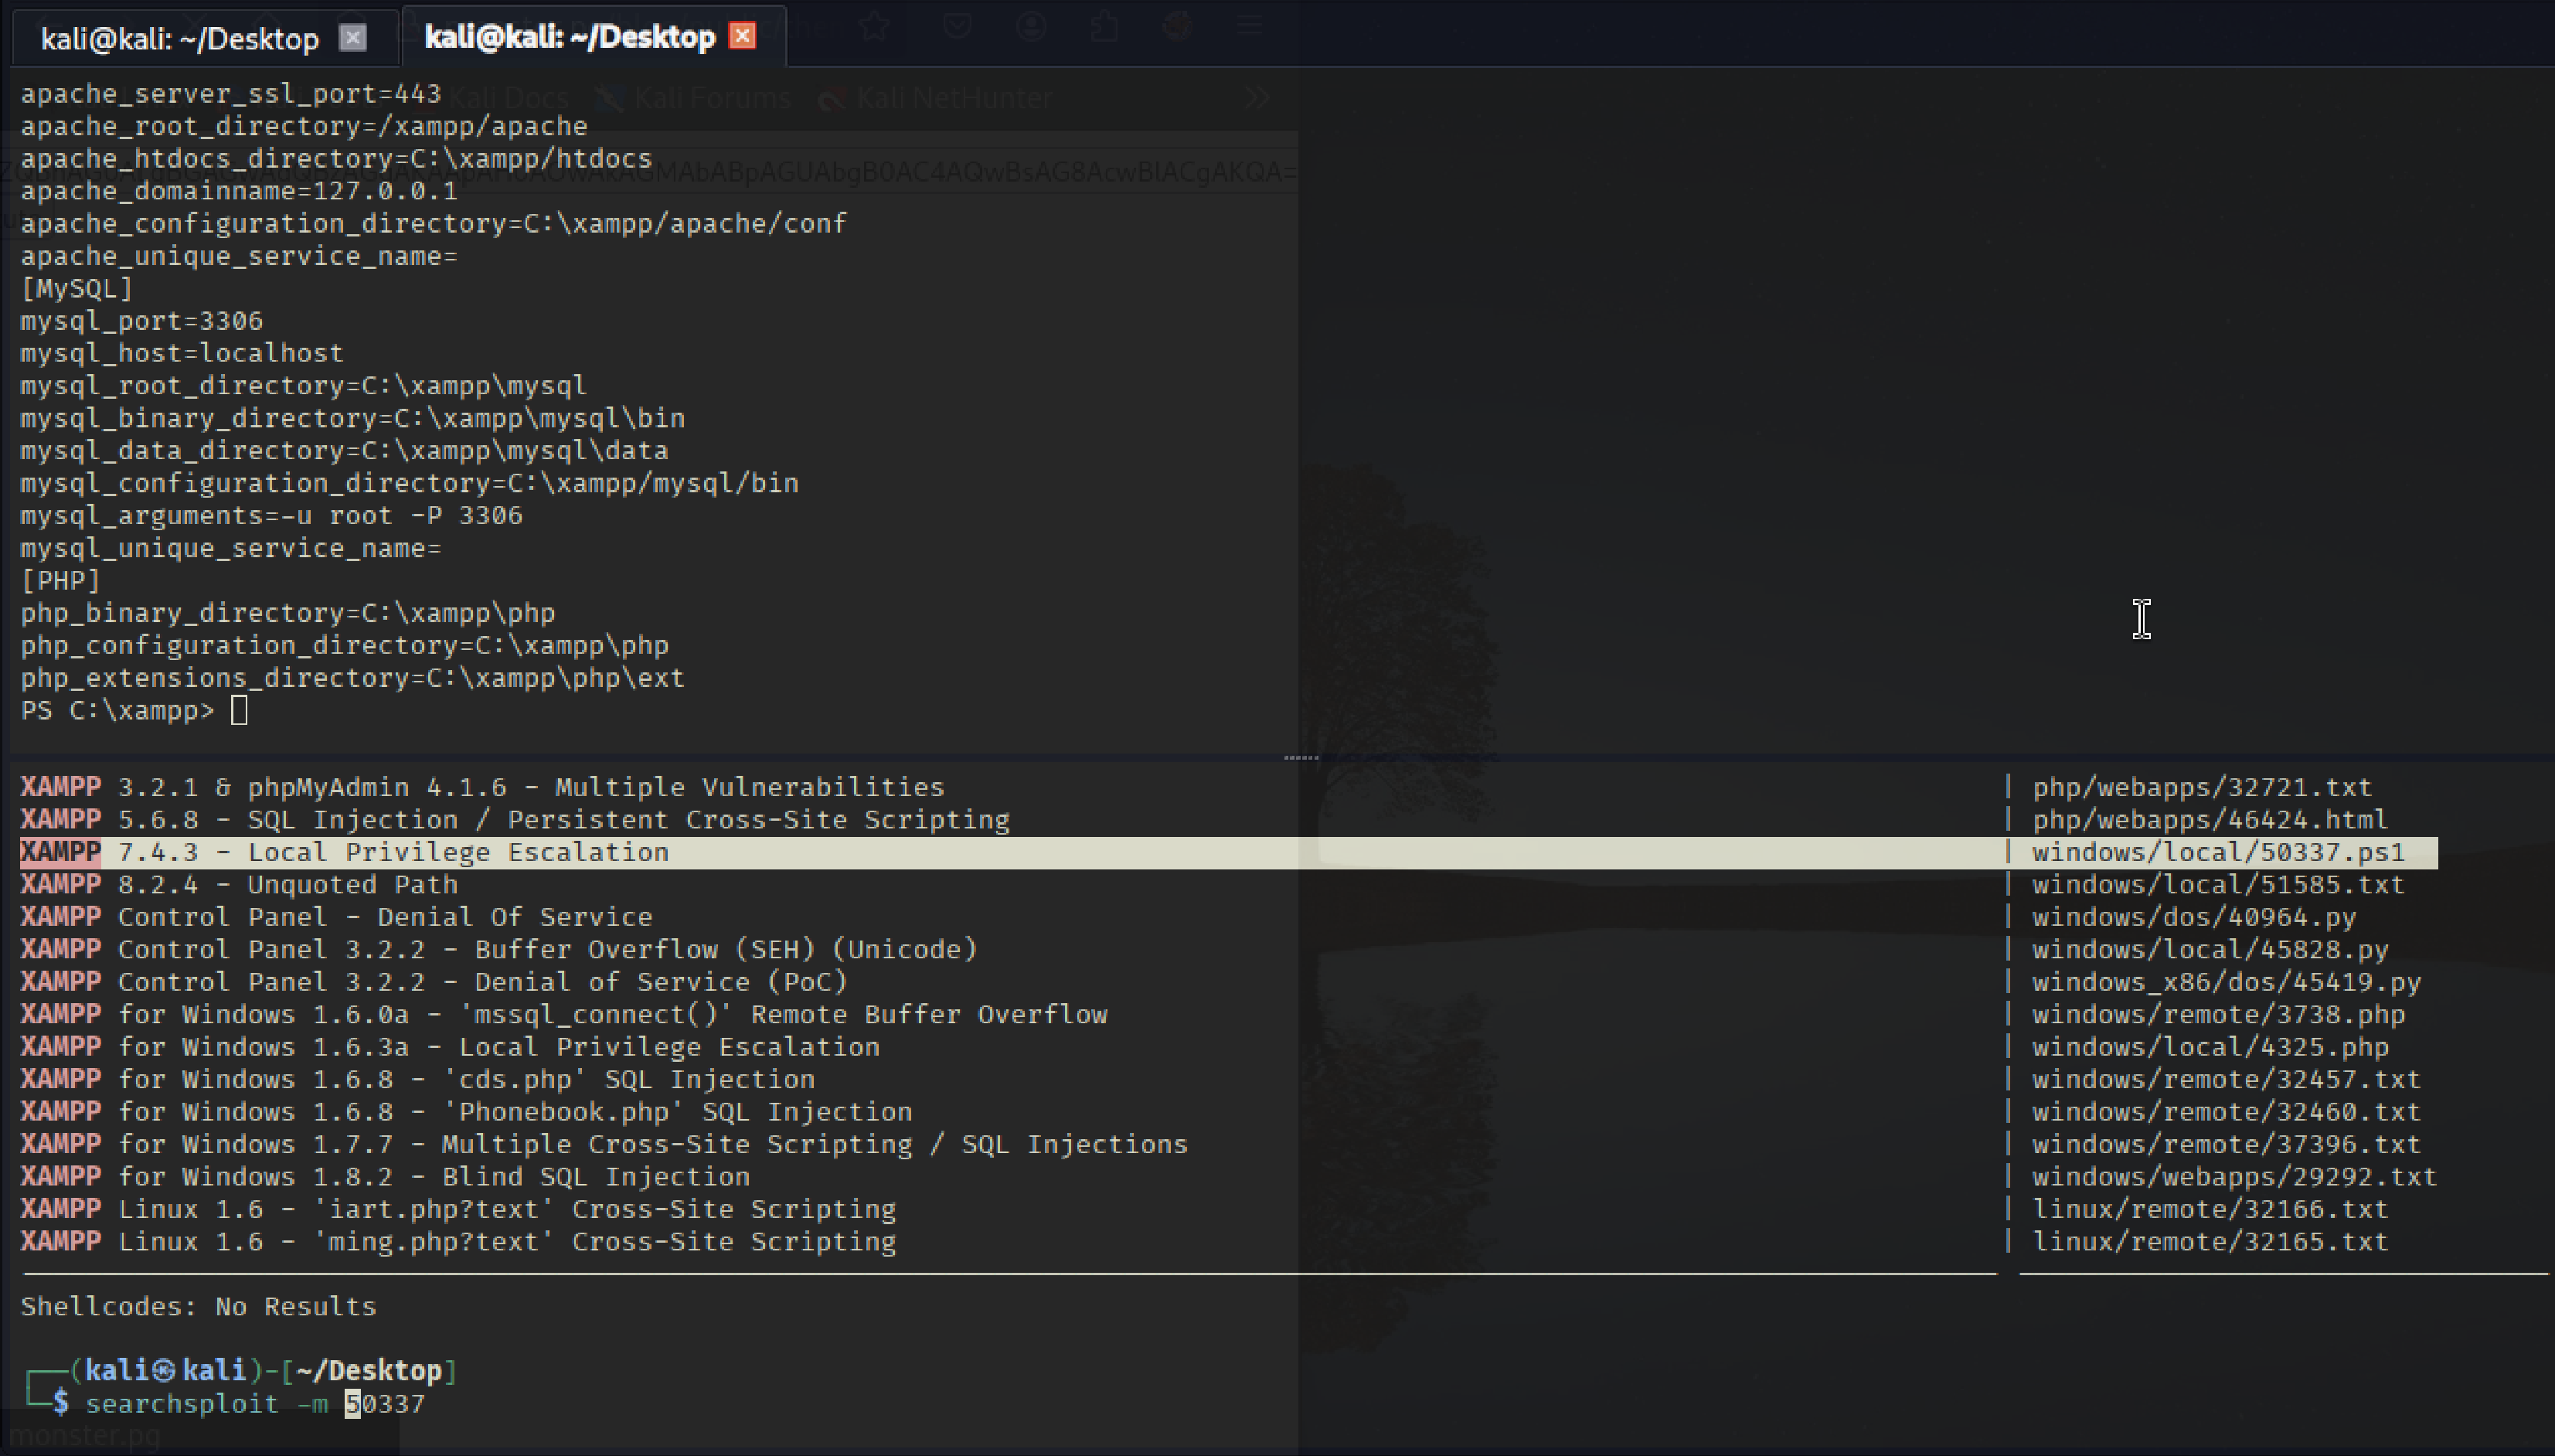 kali@kali: ~/Desktop
kali@kali: ~/Desktop
Kali Docs Kali Forums Kali NetHunter
apache_server_ssl_port=443
apache_root_directory=/xampp/apache
apache_htdocs_directory=C:\xampp/htdocs
apache_domainname=127.0.0.1
apache_configuration_directory=C:\xampp/apache/conf
apache_unique_service_name=
[MySQL]
mysql_port=3306
mysql_host=localhost
mysql_root_directory=C:\xampp\mysql
mysql_binary_directory=C:\xampp\mysql\bin
mysql_data_directory=C:\xampp\mysql\data
mysql_configuration_directory=C:\xampp/mysql/bin
mysql_arguments=-u root -P 3306
mysql_unique_service_name=
[PHP]
php_binary_directory=C:\xampp\php
php_configuration_directory=C:\xampp\php
php_extensions_directory=C:\xampp\php\ext
PS C:\xampp>
XAMPP 3.2.1 & phpMyAdmin 4.1.6 - Multiple Vulnerabilities | php/webapps/32721.txt
XAMPP 5.6.8 - SQL Injection / Persistent Cross-Site Scripting | php/webapps/46424.html
XAMPP 7.4.3 - Local Privilege Escalation | windows/local/50337.ps1
XAMPP 8.2.4 - Unquoted Path | windows/local/51585.txt
XAMPP Control Panel - Denial Of Service | windows/dos/40964.py
XAMPP Control Panel 3.2.2 - Buffer Overflow (SEH) (Unicode) | windows/local/45828.py
XAMPP Control Panel 3.2.2 - Denial of Service (PoC) | windows_x86/dos/45419.py
XAMPP for Windows 1.6.0a - 'mssql_connect()' Remote Buffer Overflow | windows/remote/3738.php
XAMPP for Windows 1.6.3a - Local Privilege Escalation | windows/local/4325.php
XAMPP for Windows 1.6.8 - 'cds.php' SQL Injection | windows/remote/32457.txt
XAMPP for Windows 1.6.8 - 'Phonebook.php' SQL Injection | windows/remote/32460.txt
XAMPP for Windows 1.7.7 - Multiple Cross-Site Scripting / SQL Injections | windows/remote/37396.txt
XAMPP for Windows 1.8.2 - Blind SQL Injection | windows/webapps/29292.txt
XAMPP Linux 1.6 - 'iart.php?text' Cross-Site Scripting | linux/remote/32166.txt
XAMPP Linux 1.6 - 'ming.php?text' Cross-Site Scripting | linux/remote/32165.txt
Shellcodes: No Results
┌──(kali㉿kali)-[~/Desktop]
└─$ searchsploit -m 50337
monster.pg